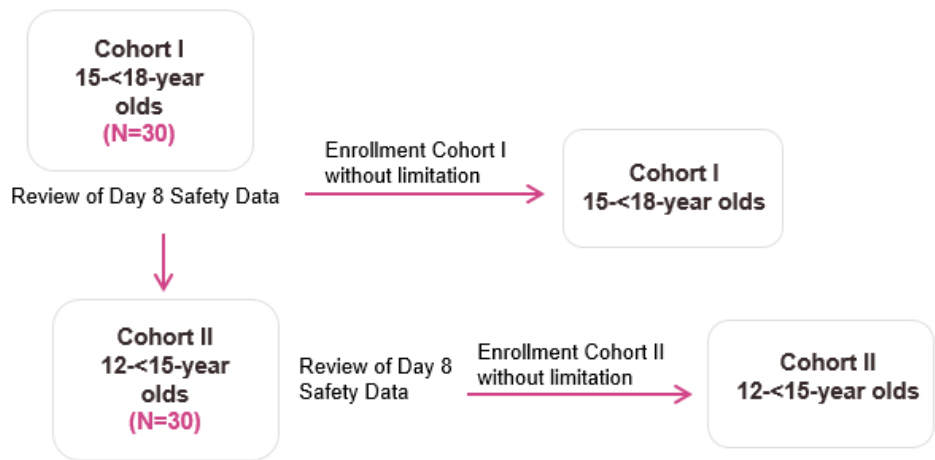 Cohort I
15-<18-year
olds
(N=30)
Review of Day 8 Safety Data
Enrollment Cohort I
without limitation
Cohort I
15-<18-year olds
Cohort II
12-<15-year
olds
(N=30)
Review of Day 8
Safety Data
Enrollment Cohort II
without limitation
Cohort II
12-<15-year olds